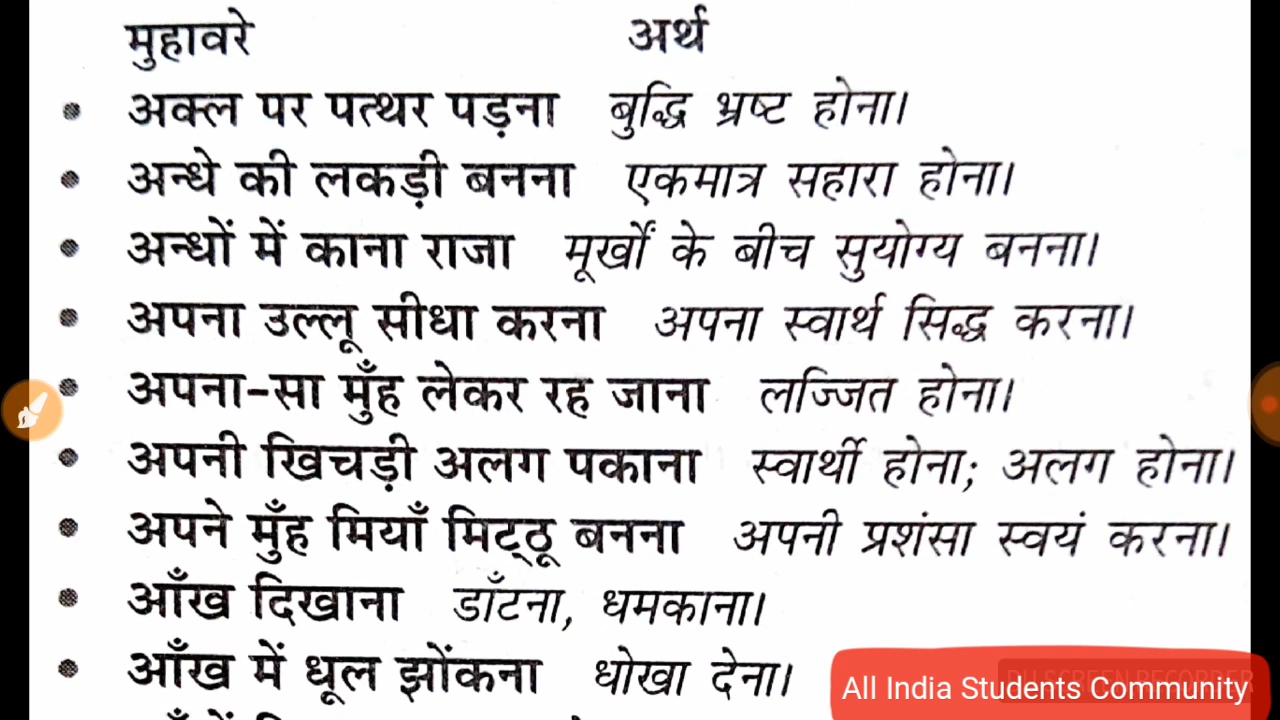 मुहावरे अर्थ
• अक्ल पर पत्थर पड़ना बुद्धि भ्रष्ट होना।
• अन्धे की लकड़ी बनना एकमात्र सहारा होना।
• अन्धों में काना राजा मूर्खों के बीच सुयोग्य बनना।
• अपना उल्लू सीधा करना अपना स्वार्थ सिद्ध करना।
• अपना-सा मुँह लेकर रह जाना लज्जित होना।
• अपनी खिचड़ी अलग पकाना स्वार्थी होना; अलग होना।
• अपने मुँह मियाँ मिट्ठू बनना अपनी प्रशंसा स्वयं करना।
• आँख दिखाना डाँटना, धमकाना।
• आँख में धूल झोंकना धोखा देना।
All India Students Community